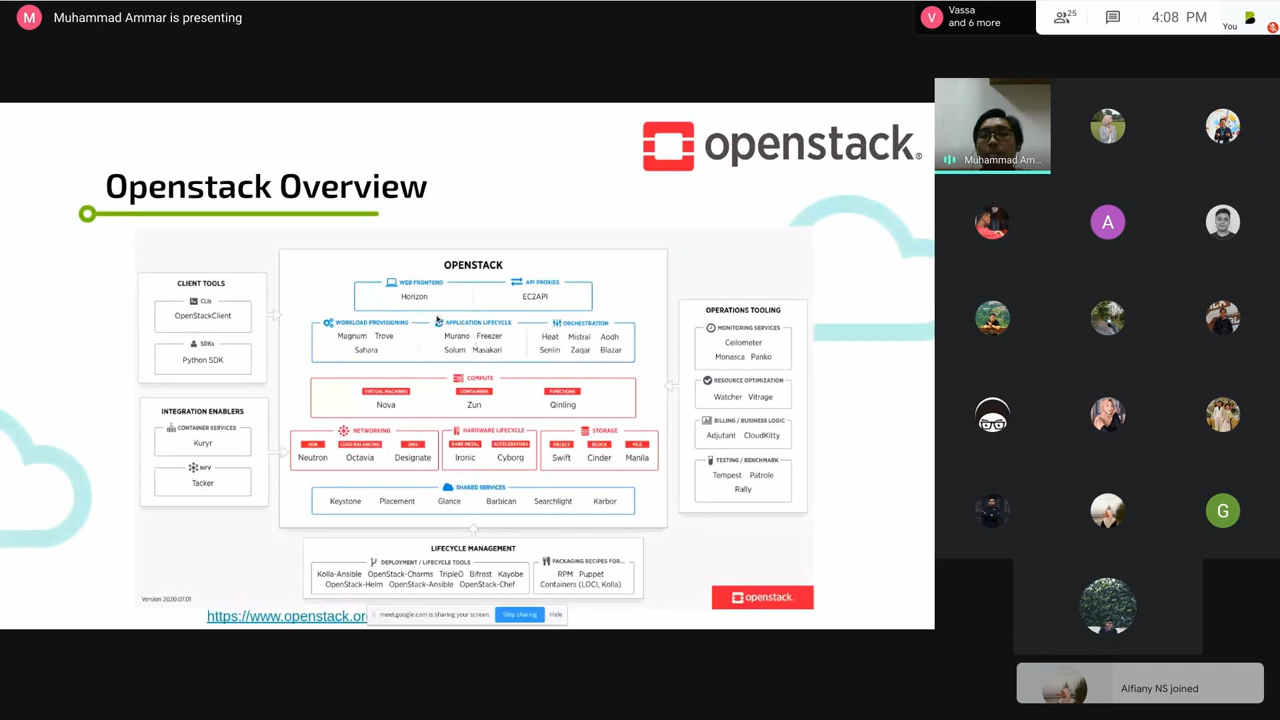 M Muhammad Ammar is presenting
V Vassa
and 6 more
25
4:08 PM
You
openstack®
Openstack Overview
CLIENT TOOLS
CLIs
OpenStackClient
SDKs
Python SDK
INTEGRATION ENABLERS
CONTAINER SERVICES
Kuryr
NFV
Tacker
OPENSTACK
WEB FRONTEND
Horizon
API PROXIES
EC2API
WORKLOAD PROVISIONING
Magnum Trove
Sahara
APPLICATION LIFECYCLE
Murano Freezer
Solum Masakari
ORCHESTRATION
Heat Mistral Aodh
Senlin Zaqar Blazar
COMPUTE
VIRTUAL MACHINES
Nova
CONTAINERS
Zun
FUNCTIONS
Qinling
NETWORKING
SDN
Neutron
LOAD BALANCING
Octavia
DNS
Designate
HARDWARE LIFECYCLE
BARE METAL
Ironic
ACCELERATORS
Cyborg
STORAGE
OBJECT
Swift
BLOCK
Cinder
FILE
Manila
SHARED SERVICES
Keystone Placement Glance Barbican Searchlight Karbor
LIFECYCLE MANAGEMENT
DEPLOYMENT / LIFECYCLE TOOLS
Kolla-Ansible OpenStack-Charms TripleO Bifrost Kayobe
OpenStack-Helm OpenStack-Ansible OpenStack-Chef
PACKAGING RECIPES FOR...
RPM Puppet
Containers (LOCI, Kolla)
OPERATIONS TOOLING
MONITORING SERVICES
Ceilometer
Monasca Panko
RESOURCE OPTIMIZATION
Watcher Vitrage
BILLING / BUSINESS LOGIC
Adjutant CloudKitty
TESTING / BENCHMARK
Tempest Patrole
Rally
Version 2020.07.01
openstack.
https://www.openstack.or
meet.google.com is sharing your screen.
Stop sharing
Hide
Muhammad Am...
A
G
Alfiany NS joined